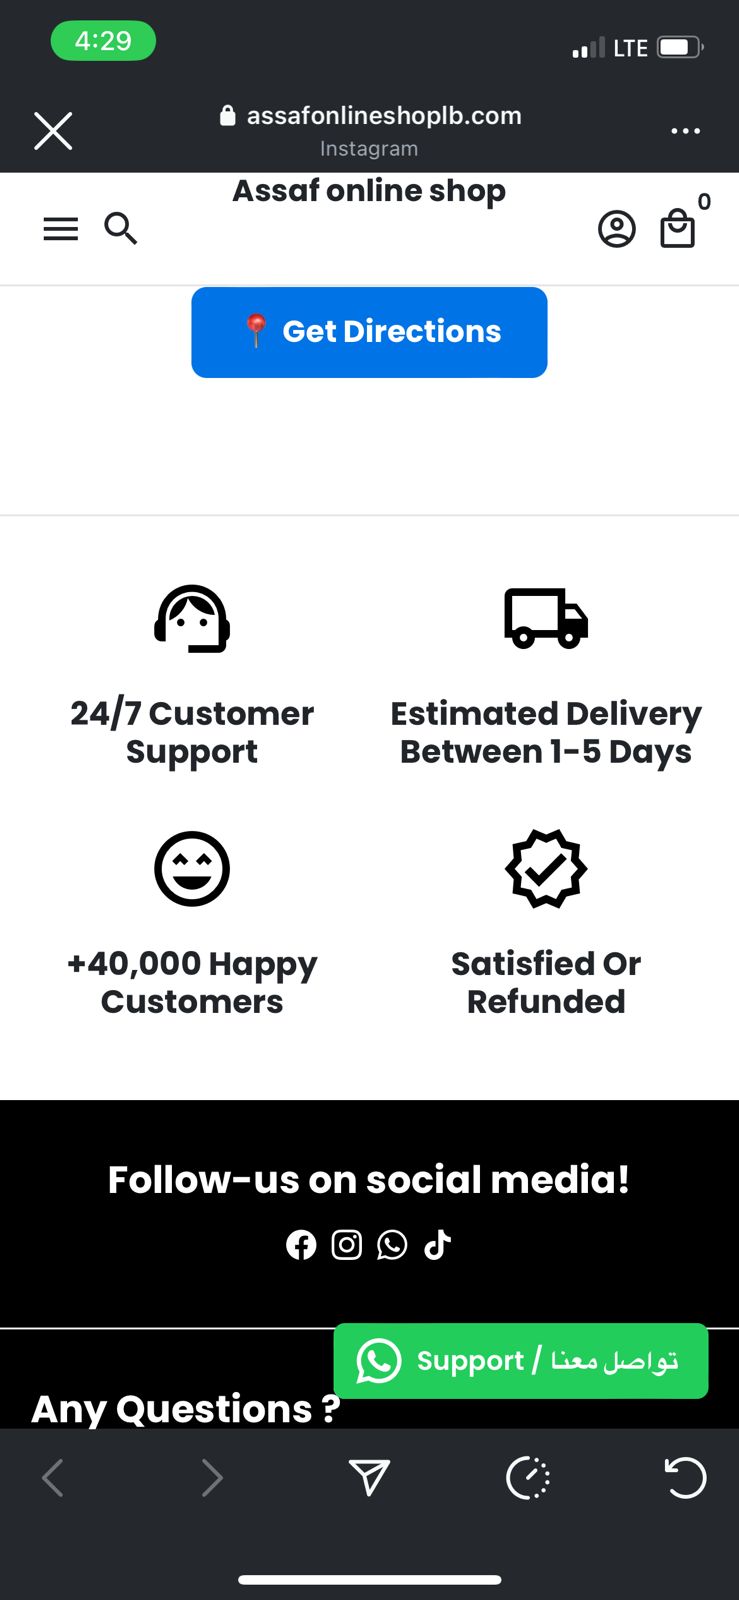 4:29
LTE
assafonlineshoplb.com
Instagram
Assaf online shop
0
Get Directions
24/7 Customer
Support
Estimated Delivery
Between 1-5 Days
+40,000 Happy
Customers
Satisfied Or
Refunded
Follow-us on social media!
Support / تواصل معنا
Any Questions ?